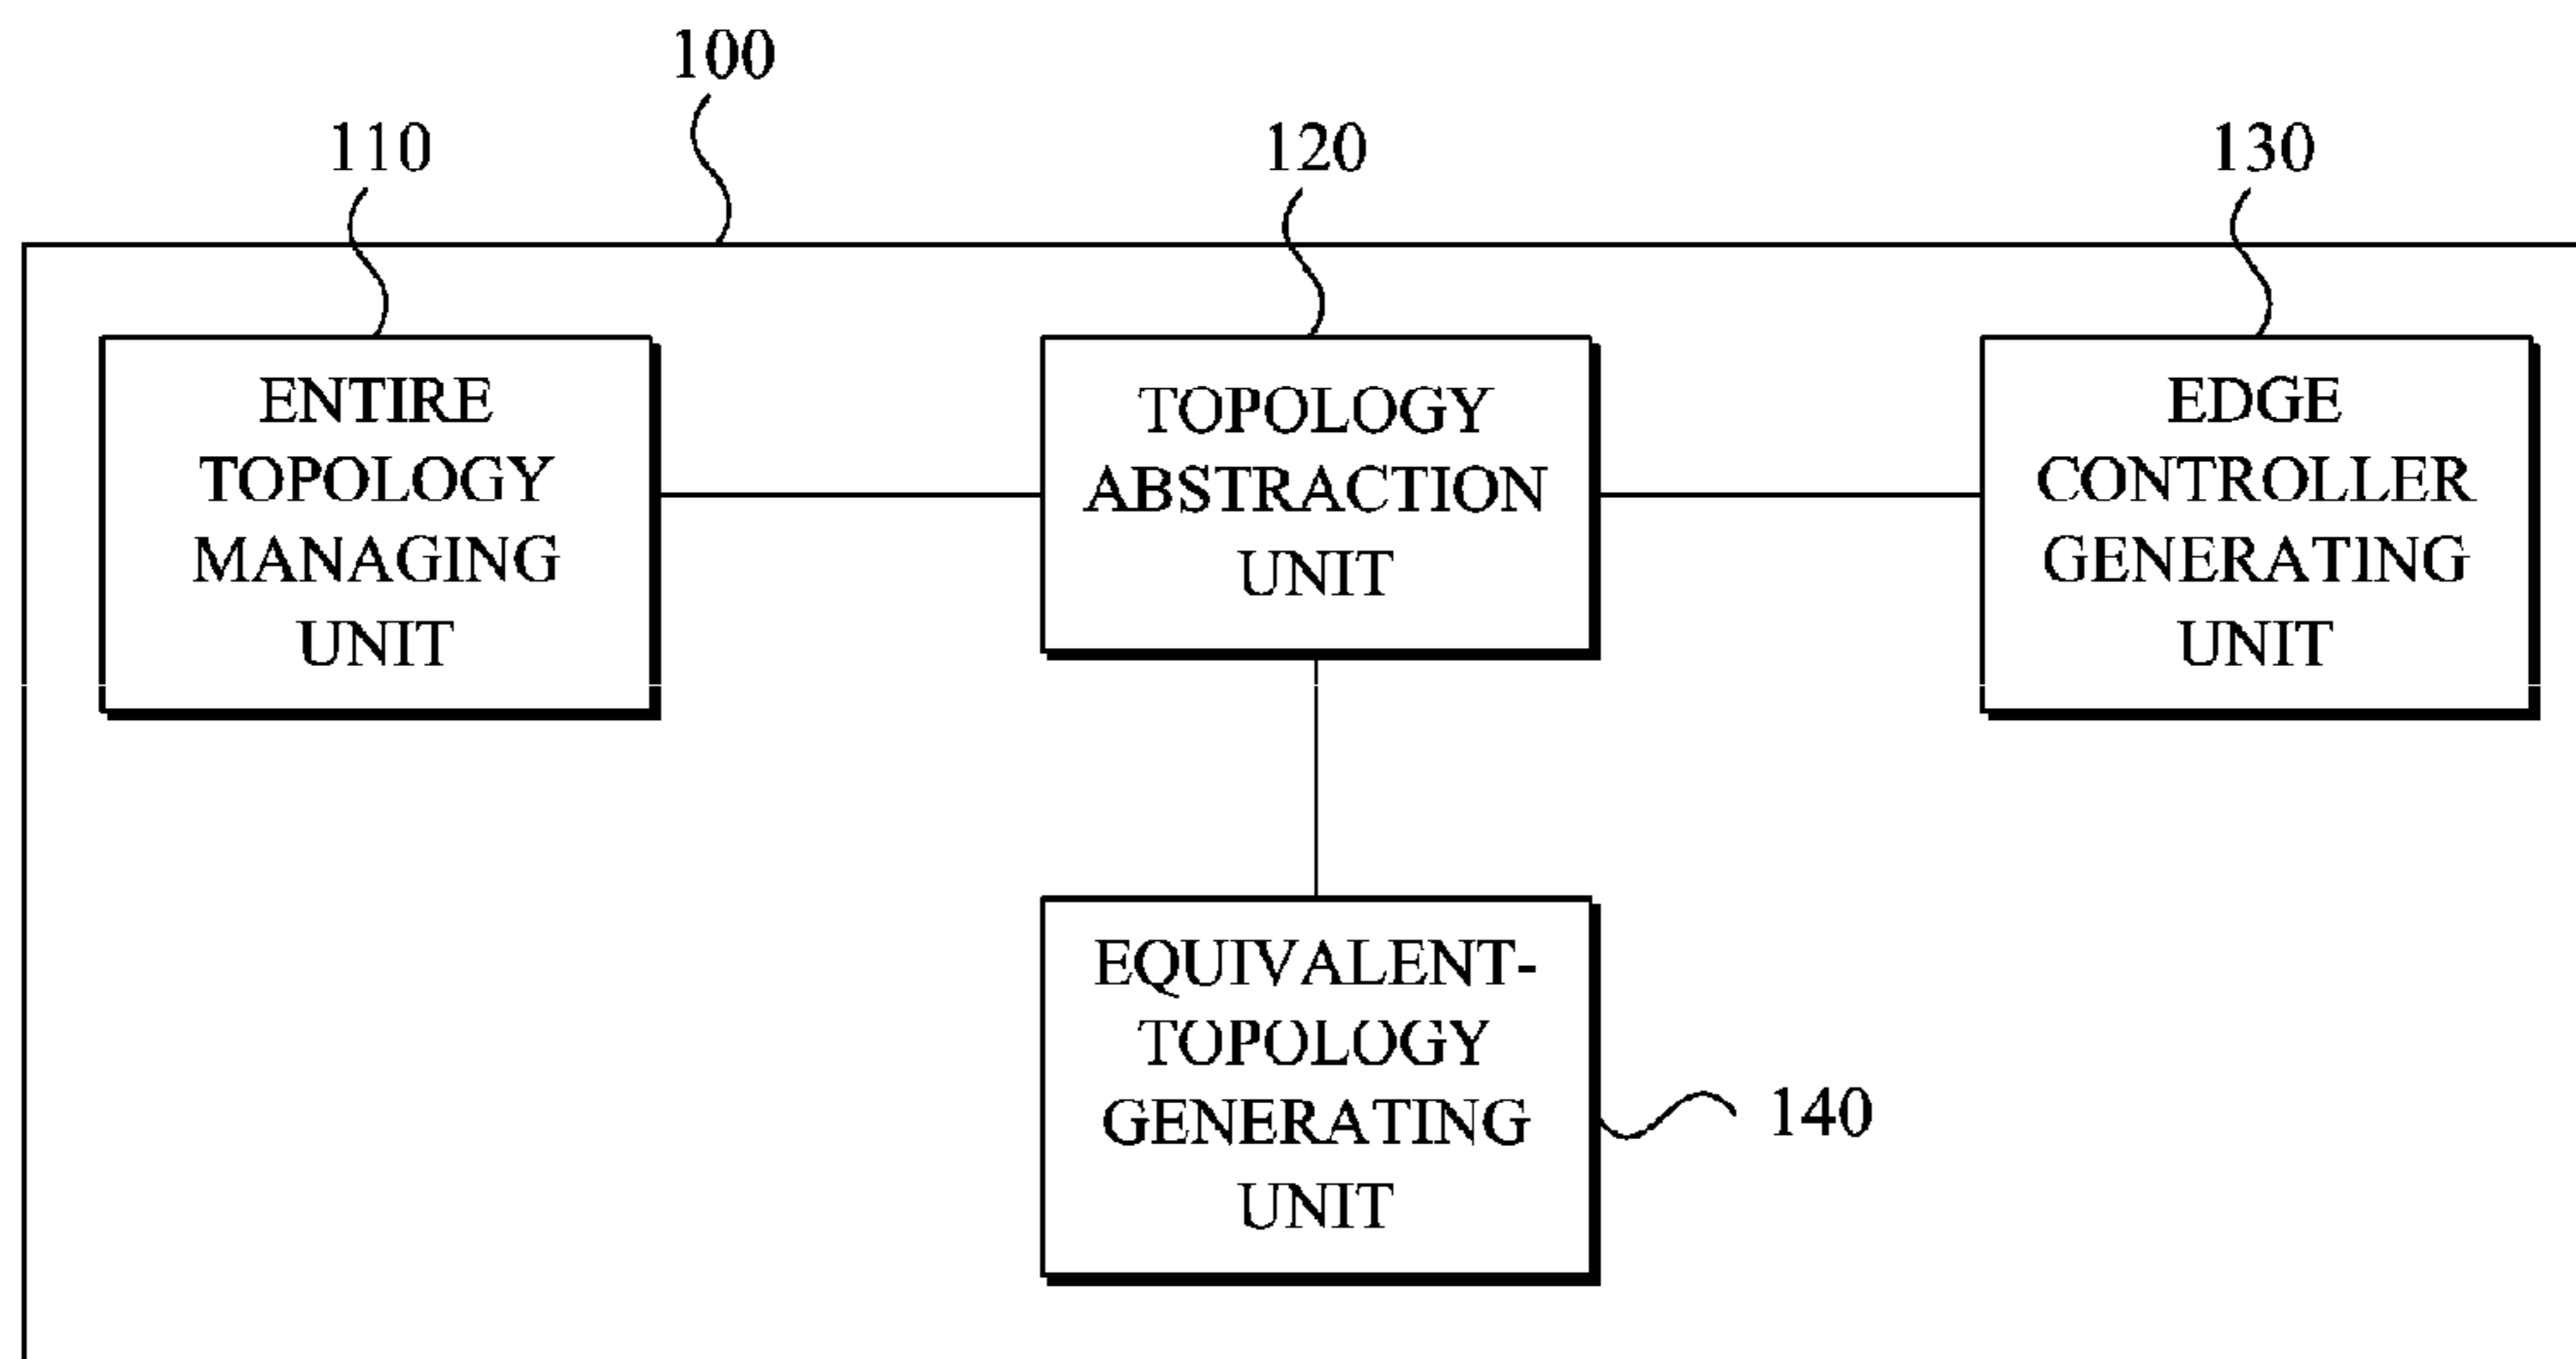 100
110
120
130
ENTIRE
TOPOLOGY
MANAGING
UNIT
TOPOLOGY
ABSTRACTION
UNIT
EDGE
CONTROLLER
GENERATING
UNIT
EQUIVALENT-
TOPOLOGY
GENERATING
UNIT
140